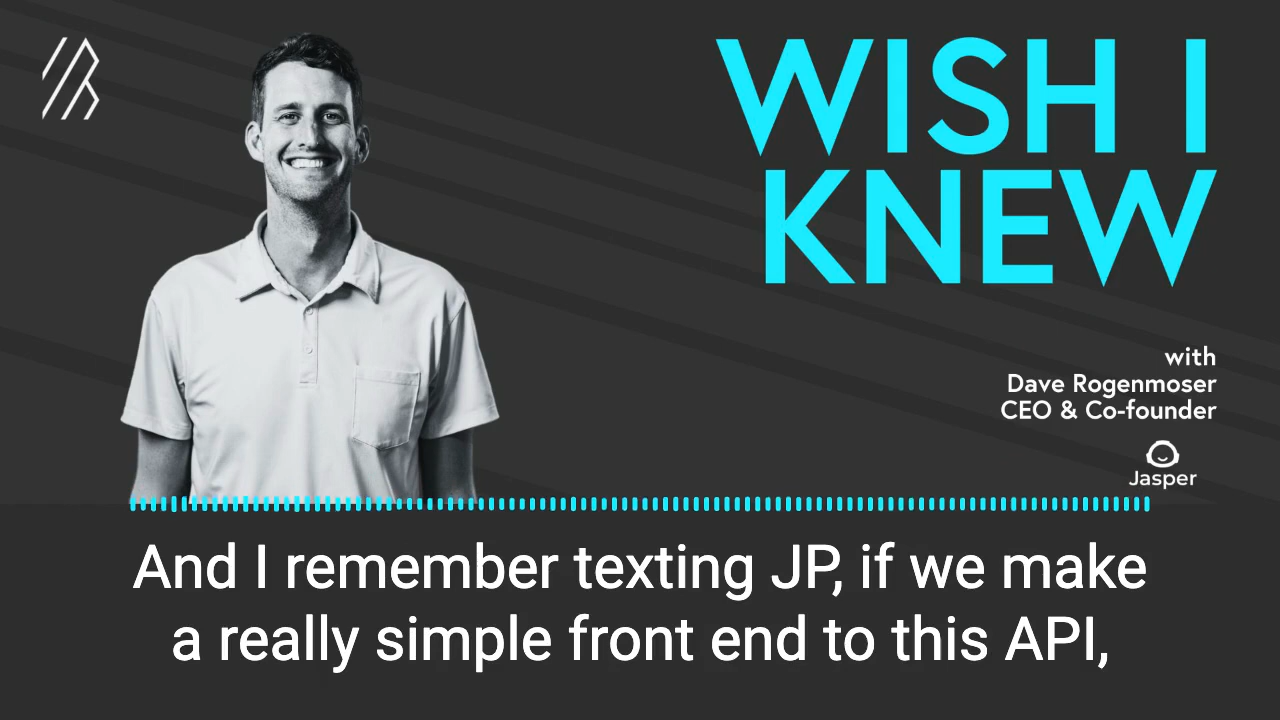 WISH I
KNEW
with
Dave Rogenmoser
CEO & Co-founder
Jasper
And I remember texting JP, if we make
a really simple front end to this API,